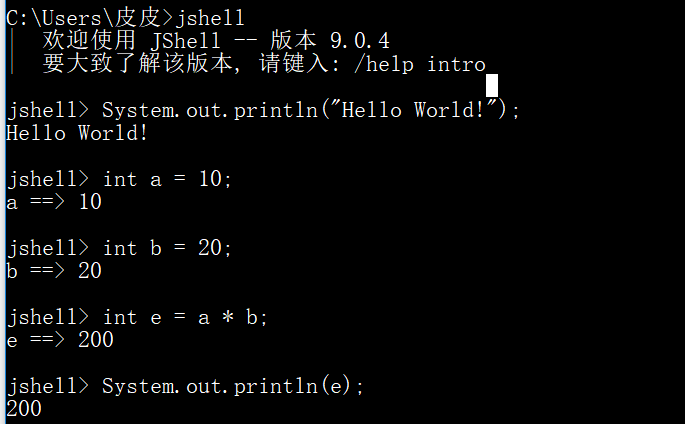 C:\Users\皮皮>jshell
欢迎使用 JShell -- 版本 9.0.4
要大致了解该版本, 请键入: /help intro
jshell> System.out.println("Hello World!");
Hello World!
jshell> int a = 10;
a ==> 10
jshell> int b = 20;
b ==> 20
jshell> int e = a * b;
e ==> 200
jshell> System.out.println(e);
200